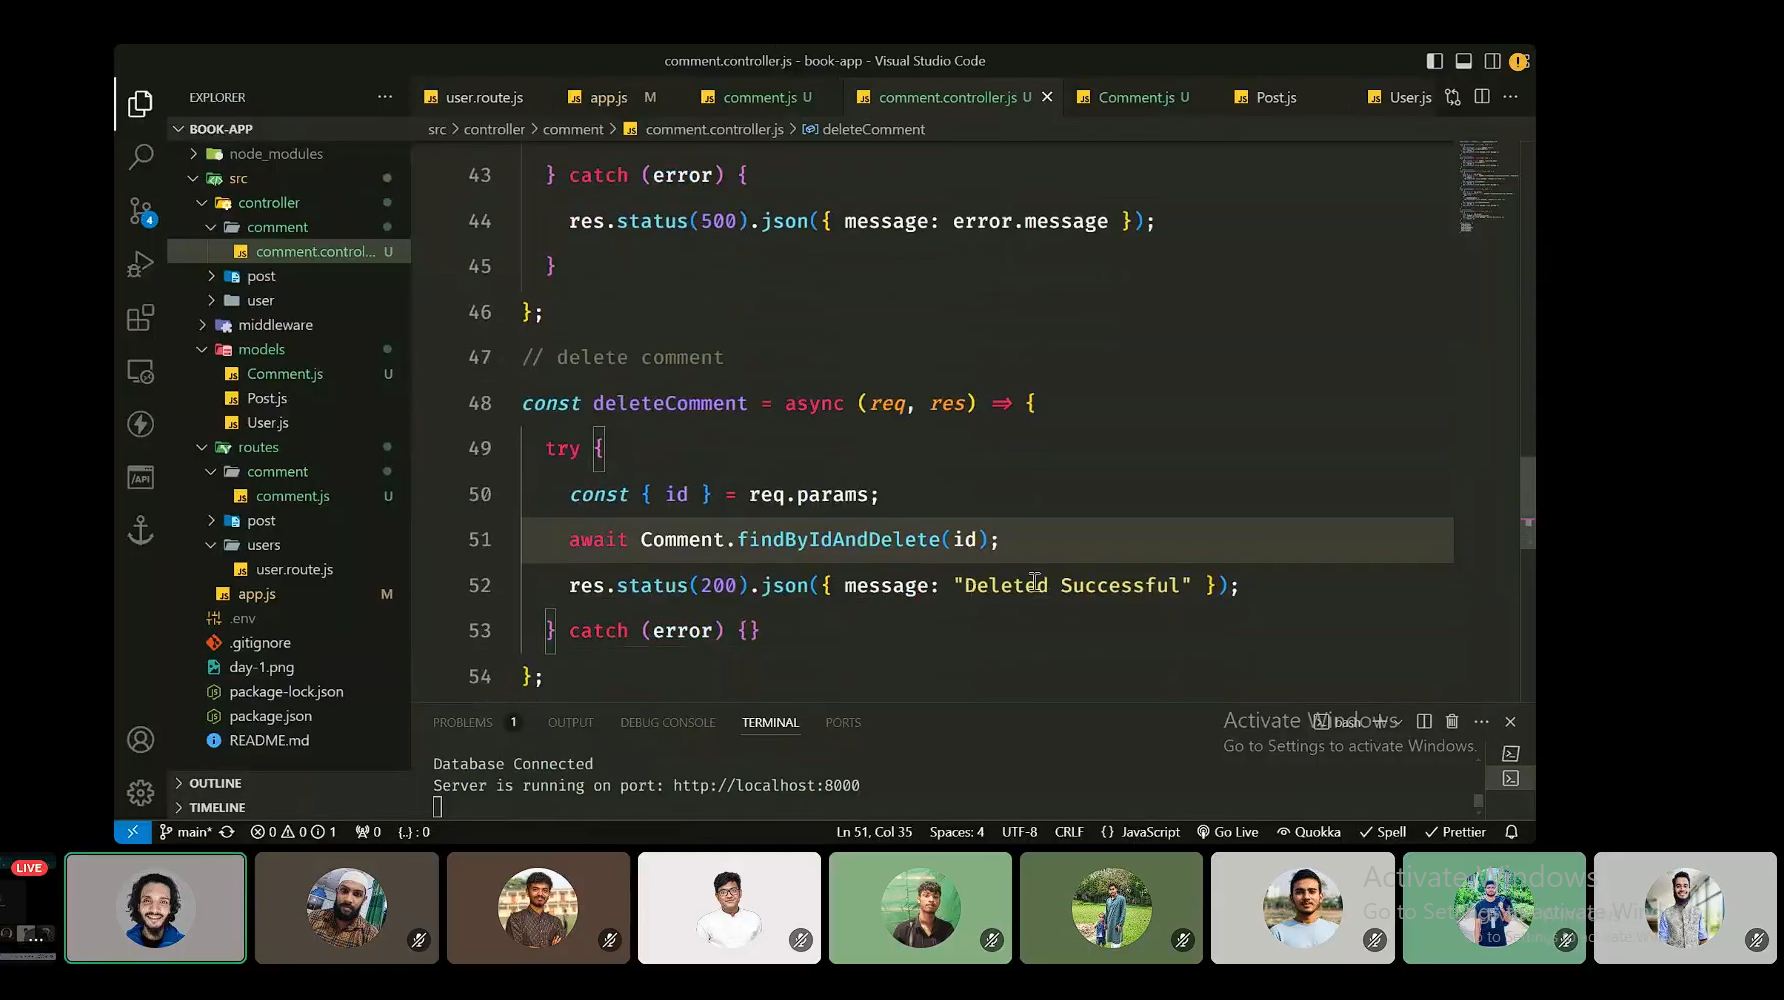 comment.controller.js - book-app - Visual Studio Code
EXPLORER
user.route.js
app.js M
comment.js U
comment.controller.js U
Comment.js U
Post.js
User.js
BOOK-APP
src > controller > comment > comment.controller.js > deleteComment
node_modules
src
controller
comment
comment.control... U
post
user
middleware
models
Comment.js U
Post.js
User.js
routes
comment
comment.js U
post
users
user.route.js
app.js M
.env
.gitignore
day-1.png
package-lock.json
package.json
README.md
OUTLINE
TIMELINE
4
43 } catch (error) {
44 res.status(500).json({ message: error.message });
45 }
46 };
47 // delete comment
48 const deleteComment = async (req, res) => {
49 try {
50 const { id } = req.params;
51 await Comment.findByIdAndDelete(id);
52 res.status(200).json({ message: "Deleted Successful" });
53 } catch (error) {}
54 };
PROBLEMS 1 OUTPUT DEBUG CONSOLE TERMINAL PORTS
bash
Activate Windows
Go to Settings to activate Windows.
Database Connected
Server is running on port: http://localhost:8000
main* 0 0 1 0 {..} : 0 Ln 51, Col 35 Spaces: 4 UTF-8 CRLF {} JavaScript Go Live Quokka Spell Prettier
LIVE
Activate Windows
Go to Settings to activate Windows.